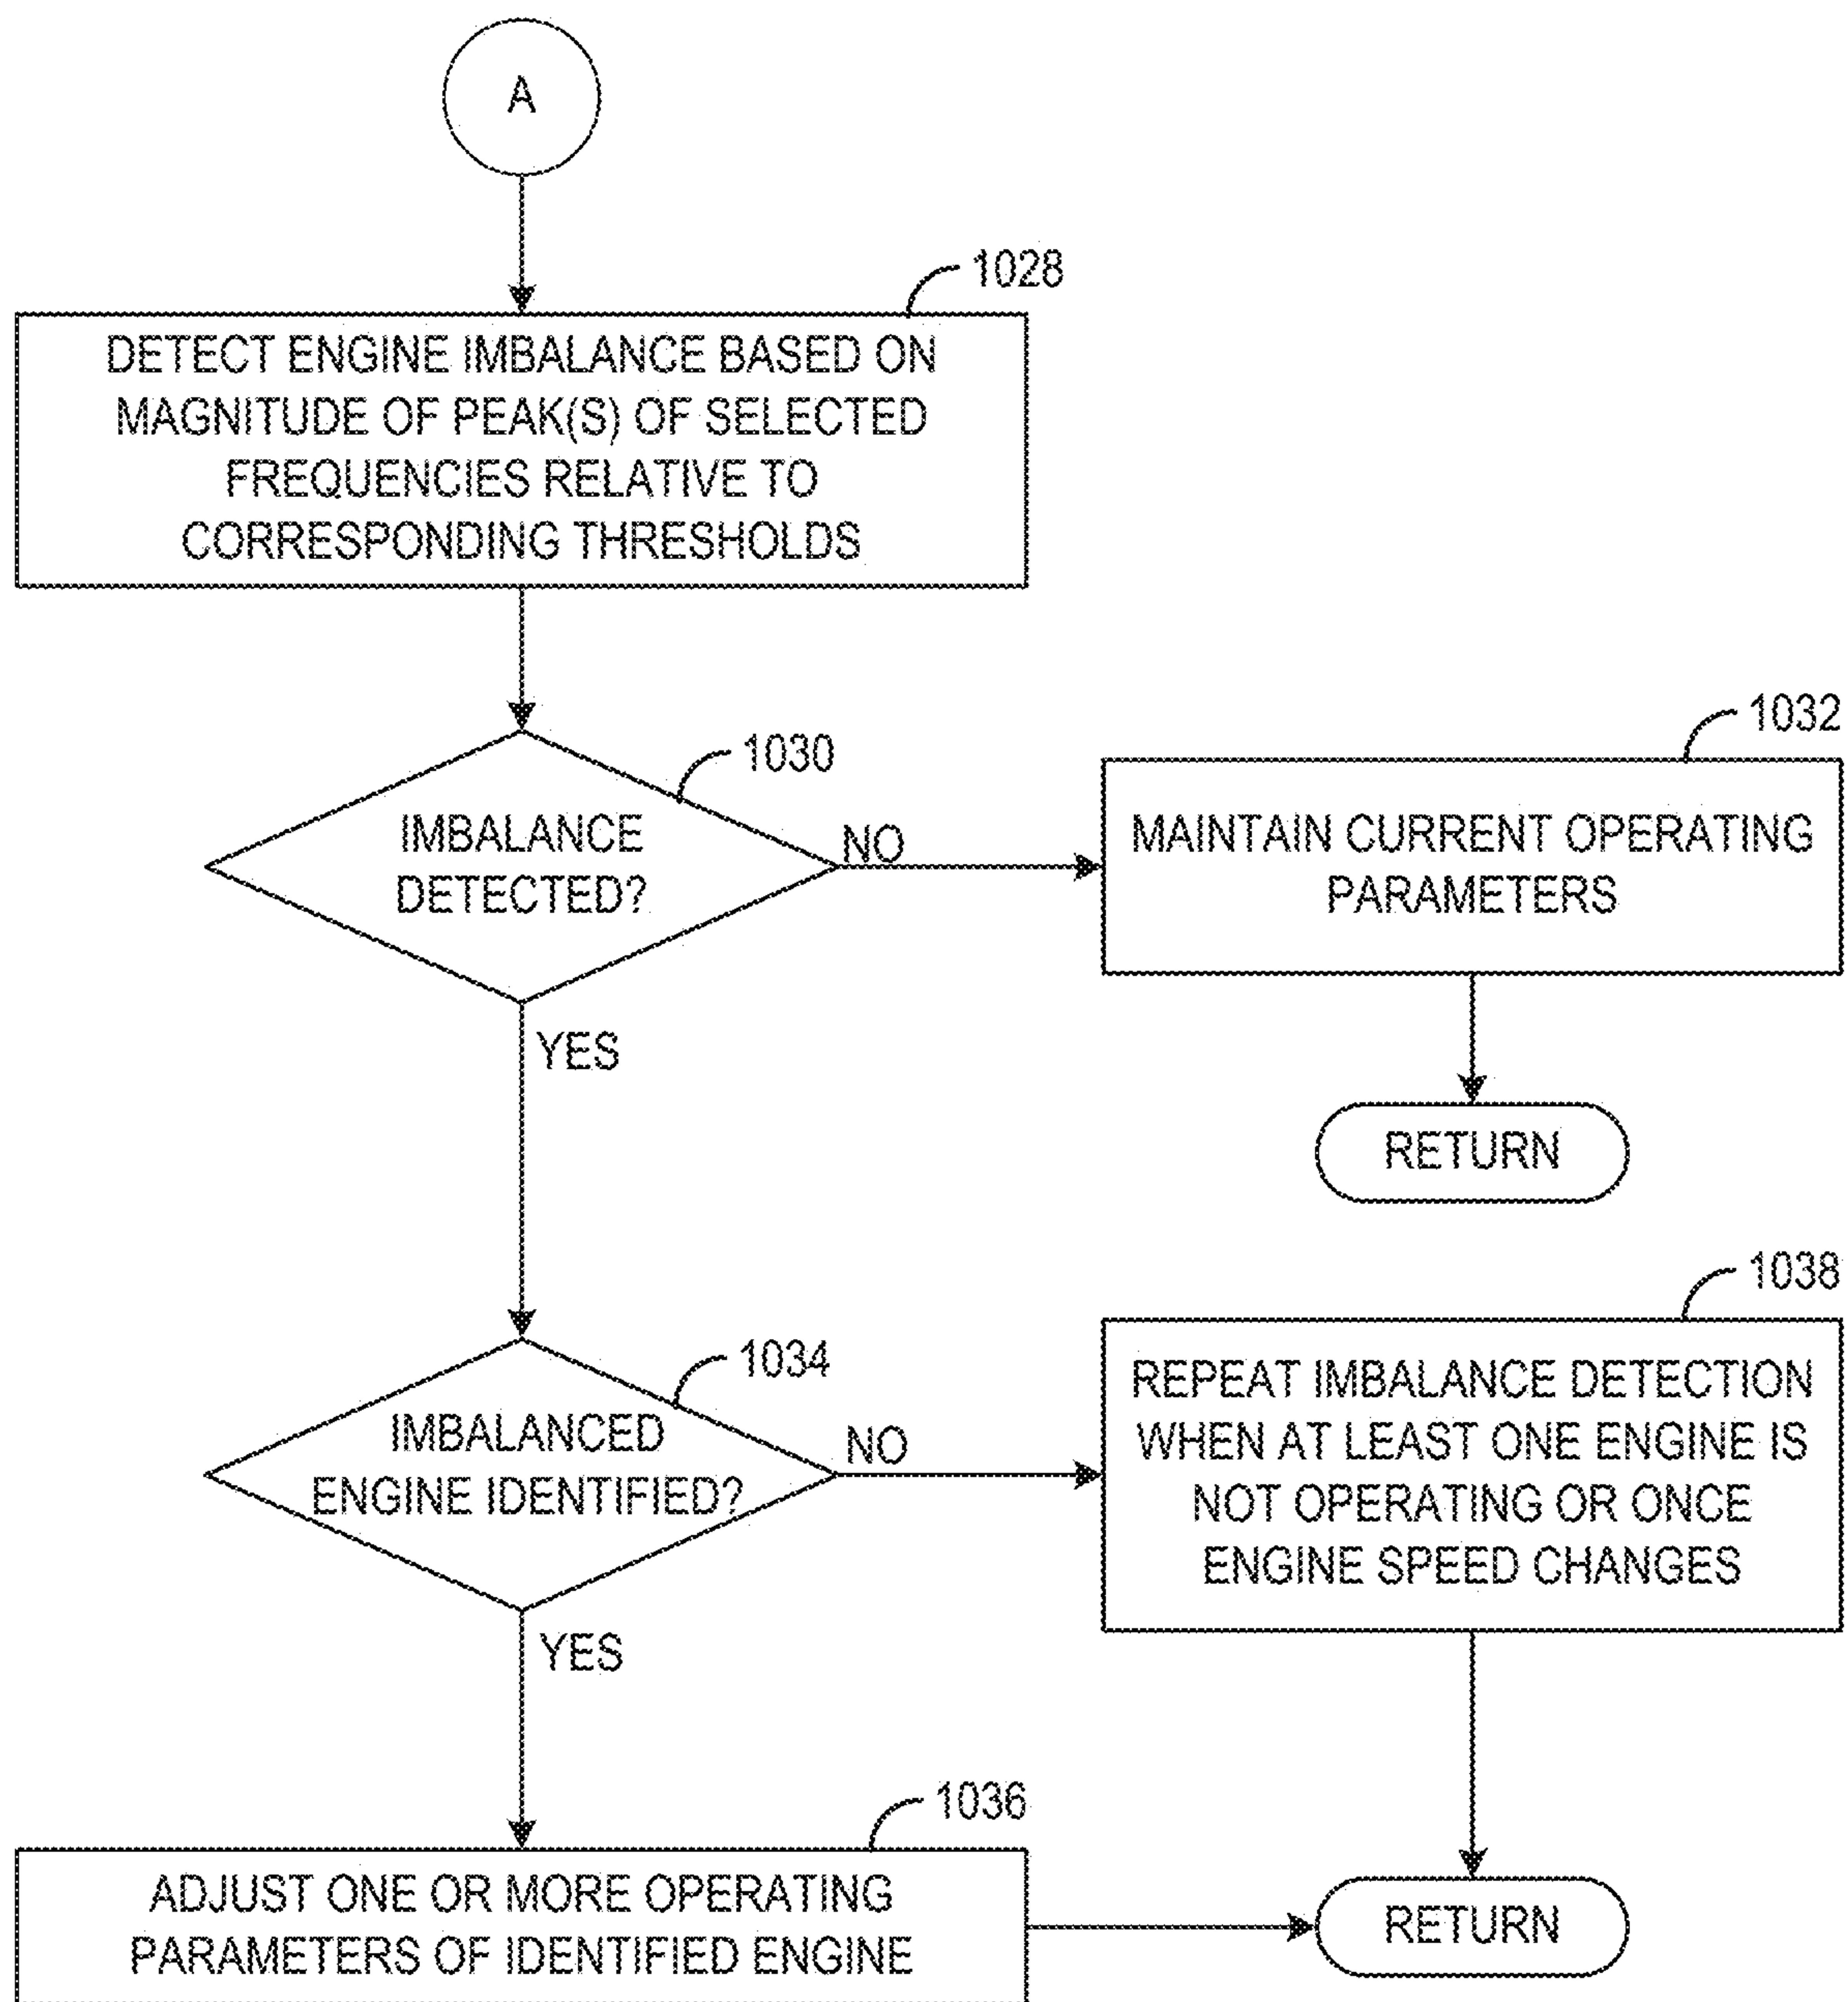 A
1028
DETECT ENGINE IMBALANCE BASED ON
MAGNITUDE OF PEAK(S) OF SELECTED
FREQUENCIES RELATIVE TO
CORRESPONDING THRESHOLDS
1030
IMBALANCE
DETECTED?
NO
1032
MAINTAIN CURRENT OPERATING
PARAMETERS
YES
RETURN
1034
IMBALANCED
ENGINE IDENTIFIED?
NO
1038
REPEAT IMBALANCE DETECTION
WHEN AT LEAST ONE ENGINE IS
NOT OPERATING OR ONCE
ENGINE SPEED CHANGES
YES
1036
ADJUST ONE OR MORE OPERATING
PARAMETERS OF IDENTIFIED ENGINE
RETURN